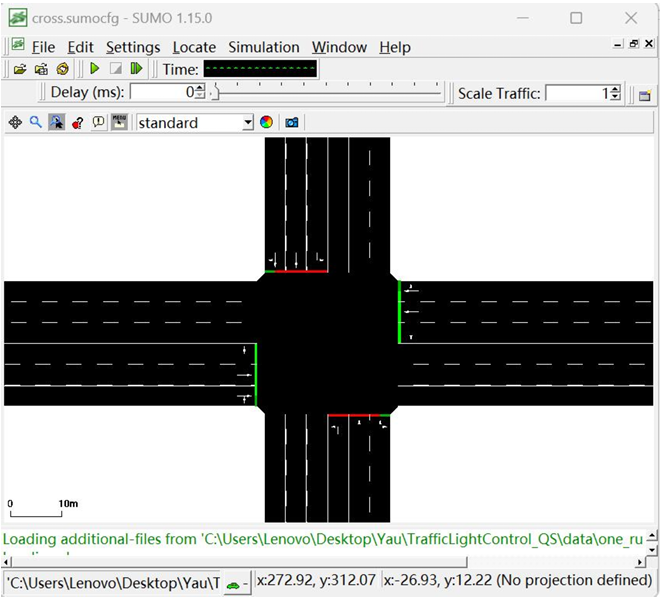 cross.sumocfg - SUMO 1.15.0
File Edit Settings Locate Simulation Window Help
Time:
Delay (ms): 0 Scale Traffic: 1
MENU standard
0 10m
Loading additional-files from 'C:\Users\Lenovo\Desktop\Yau\TrafficLightControl_QS\data\one_ru
'C:\Users\Lenovo\Desktop\Yau\T - x:272.92, y:312.07 x:-26.93, y:12.22 (No projection defined)